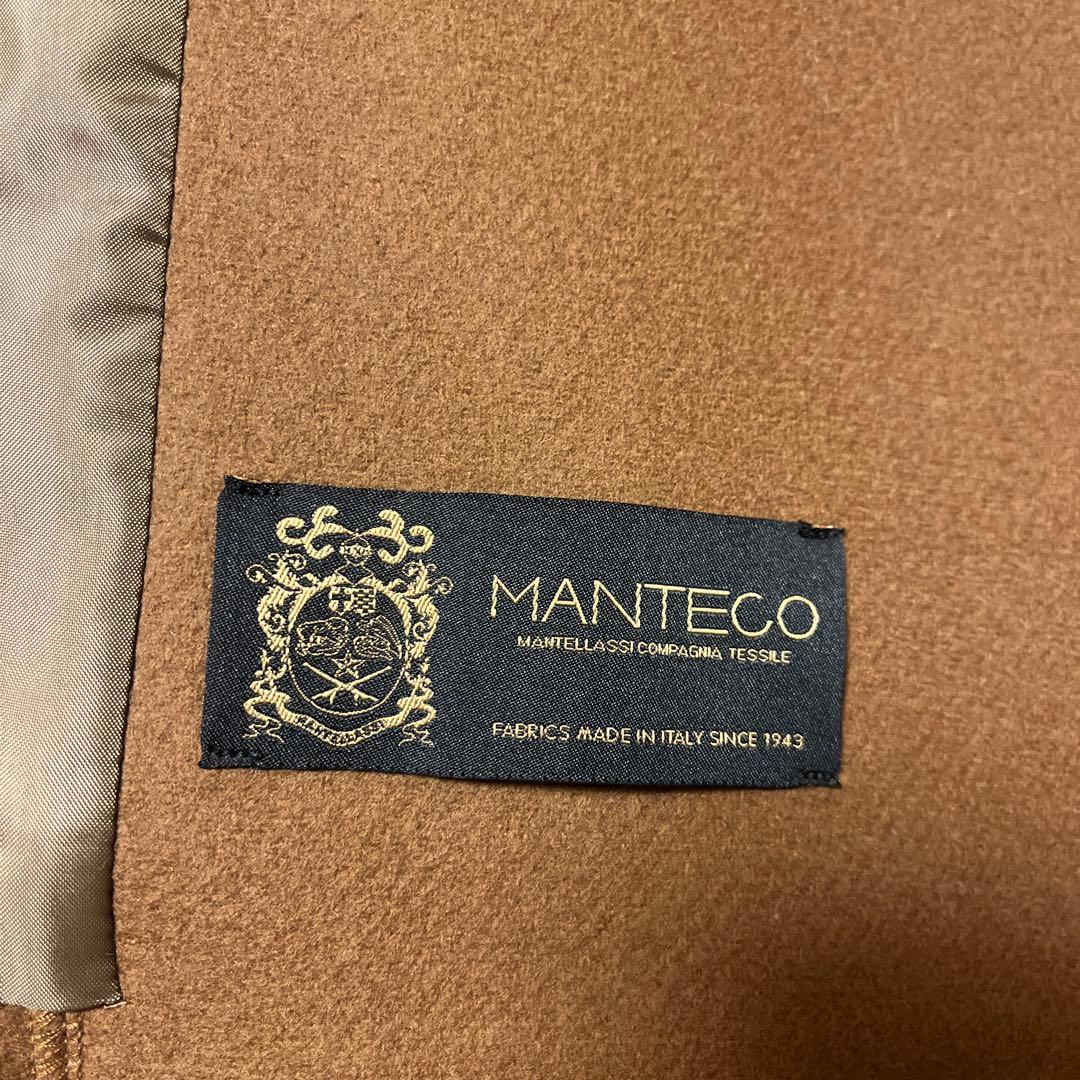 MANTECO
MANTELLASSI COMPAGNIA TESSILE
FABRICS MADE IN ITALY SINCE 1943